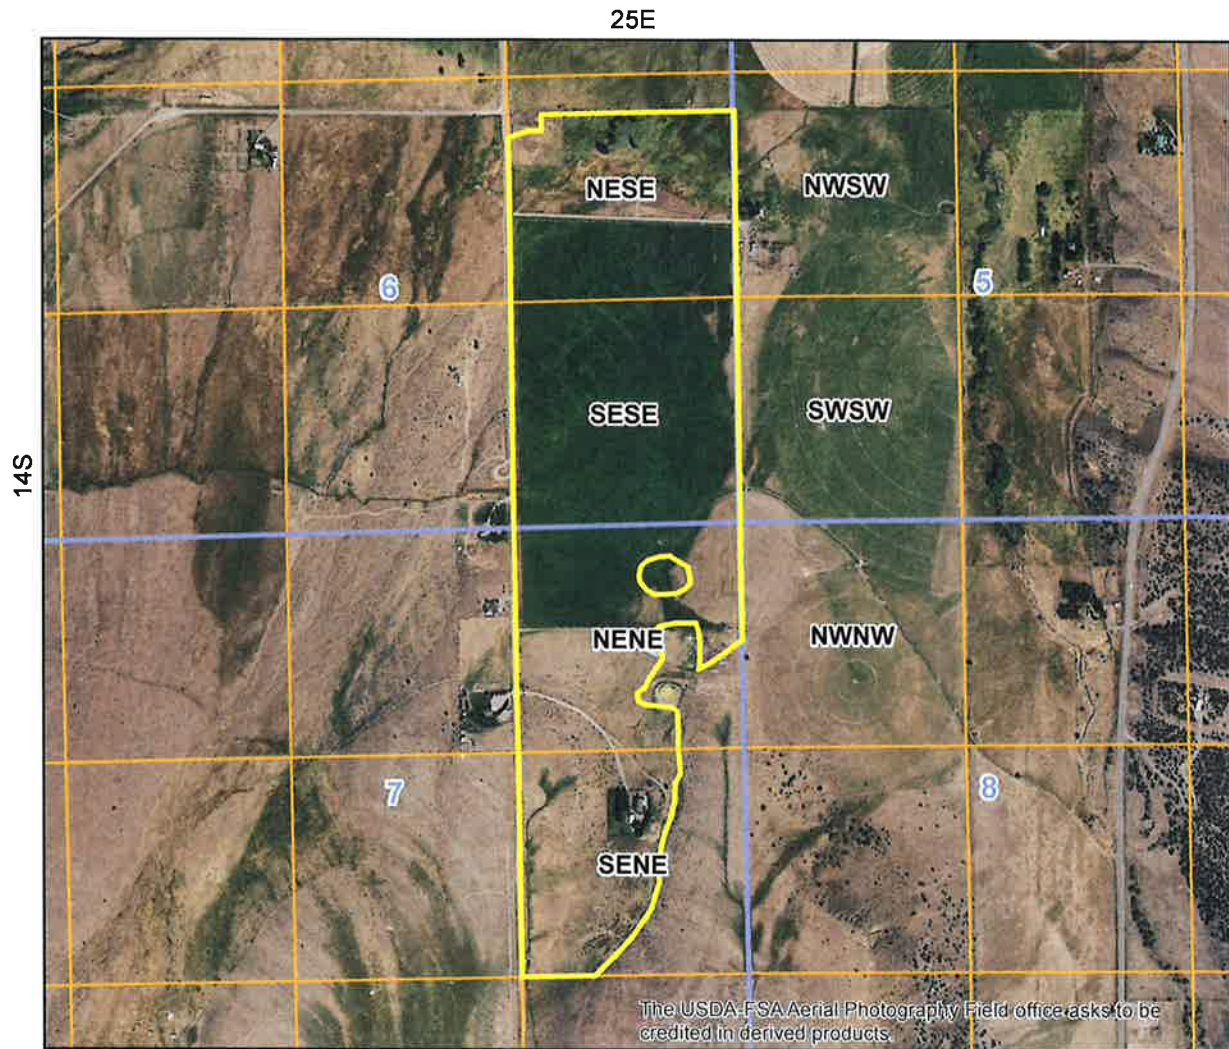 25E
NESE
NWSW
6
5
SESE
SWSW
14S
NENE
NWNW
7
8
SENE
The USDA-FSA Aerial Photography Field office asks to be
credited in derived products.